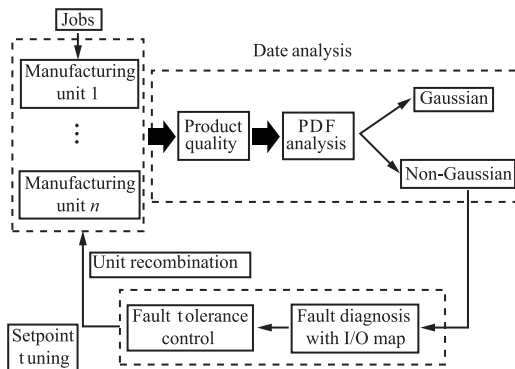 Jobs
Date analysis
Manufacturing
unit 1
Product
quality
PDF
analysis
Gaussian
Non-Gaussian
Manufacturing
unit n
Unit recombination
Fault tolerance
control
Fault diagnosis
with I/O map
Setpoint
tuning